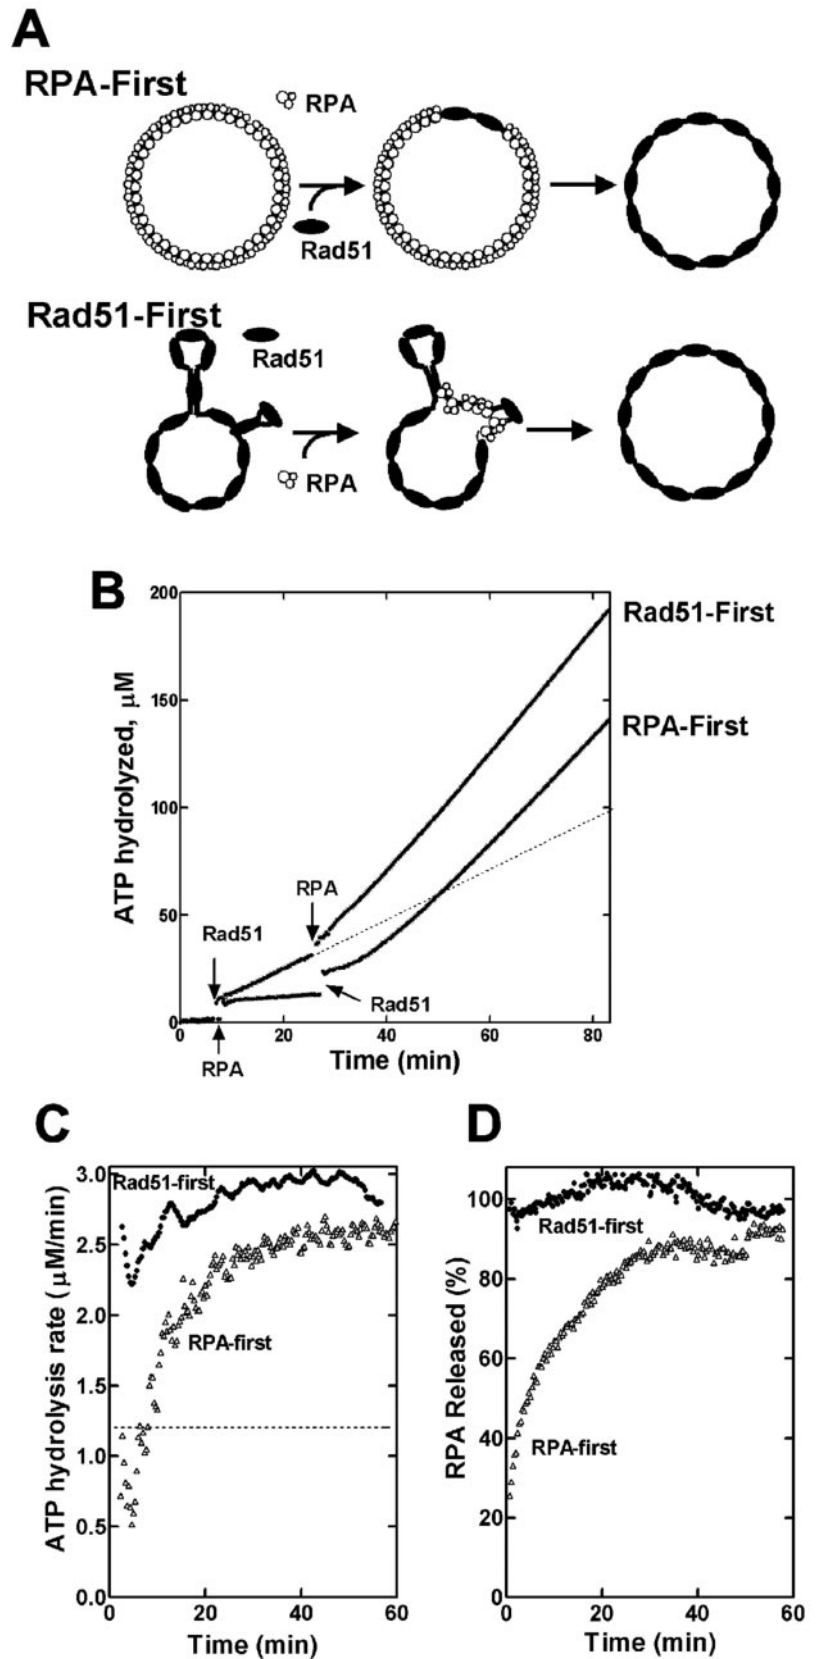 A
RPA-First
RPA
Rad51
Rad51-First
Rad51
RPA
B
ATP hydrolyzed, μM
200
150
100
50
0
0 20 40 60 80
Time (min)
Rad51-First
RPA-First
RPA
Rad51
Rad51
RPA
C
ATP hydrolysis rate (μM/min)
3.0
2.5
2.0
1.5
1.0
0.5
0.0
0 20 40 60
Time (min)
Rad51-first
RPA-first
D
RPA Released (%)
100
80
60
40
20
0
0 20 40 60
Time (min)
Rad51-first
RPA-first